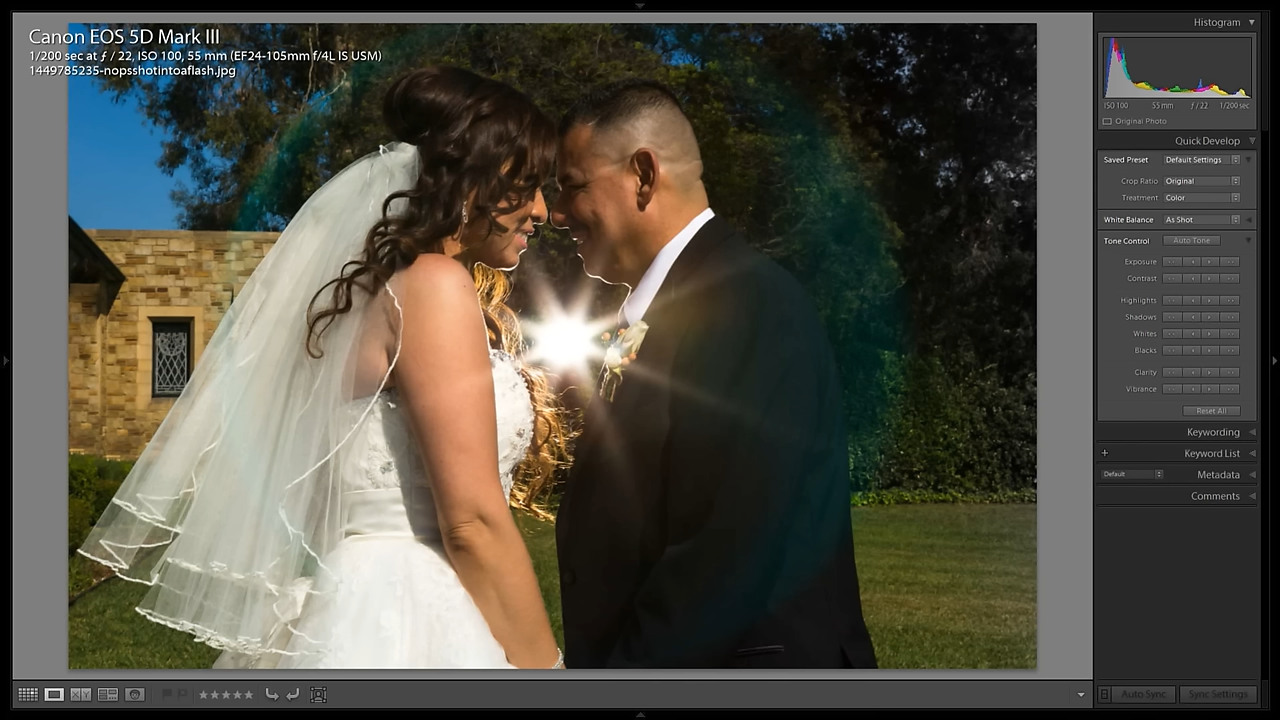 Canon EOS 5D Mark III
1/200 sec at ƒ / 22, ISO 100, 55 mm (EF24-105mm f/4L IS USM)
1449785235-nopsshotintoaflash.jpg
Histogram
ISO 100 55 mm ƒ / 22 1/200 sec
Original Photo
Quick Develop
Saved Preset Default Settings
Crop Ratio Original
Treatment Color
White Balance As Shot
Tone Control Auto Tone
Exposure
Contrast
Highlights
Shadows
Whites
Blacks
Clarity
Vibrance
Reset All
Keywording
+ Keyword List
Default Metadata
Comments
X Y
Auto Sync Sync Settings